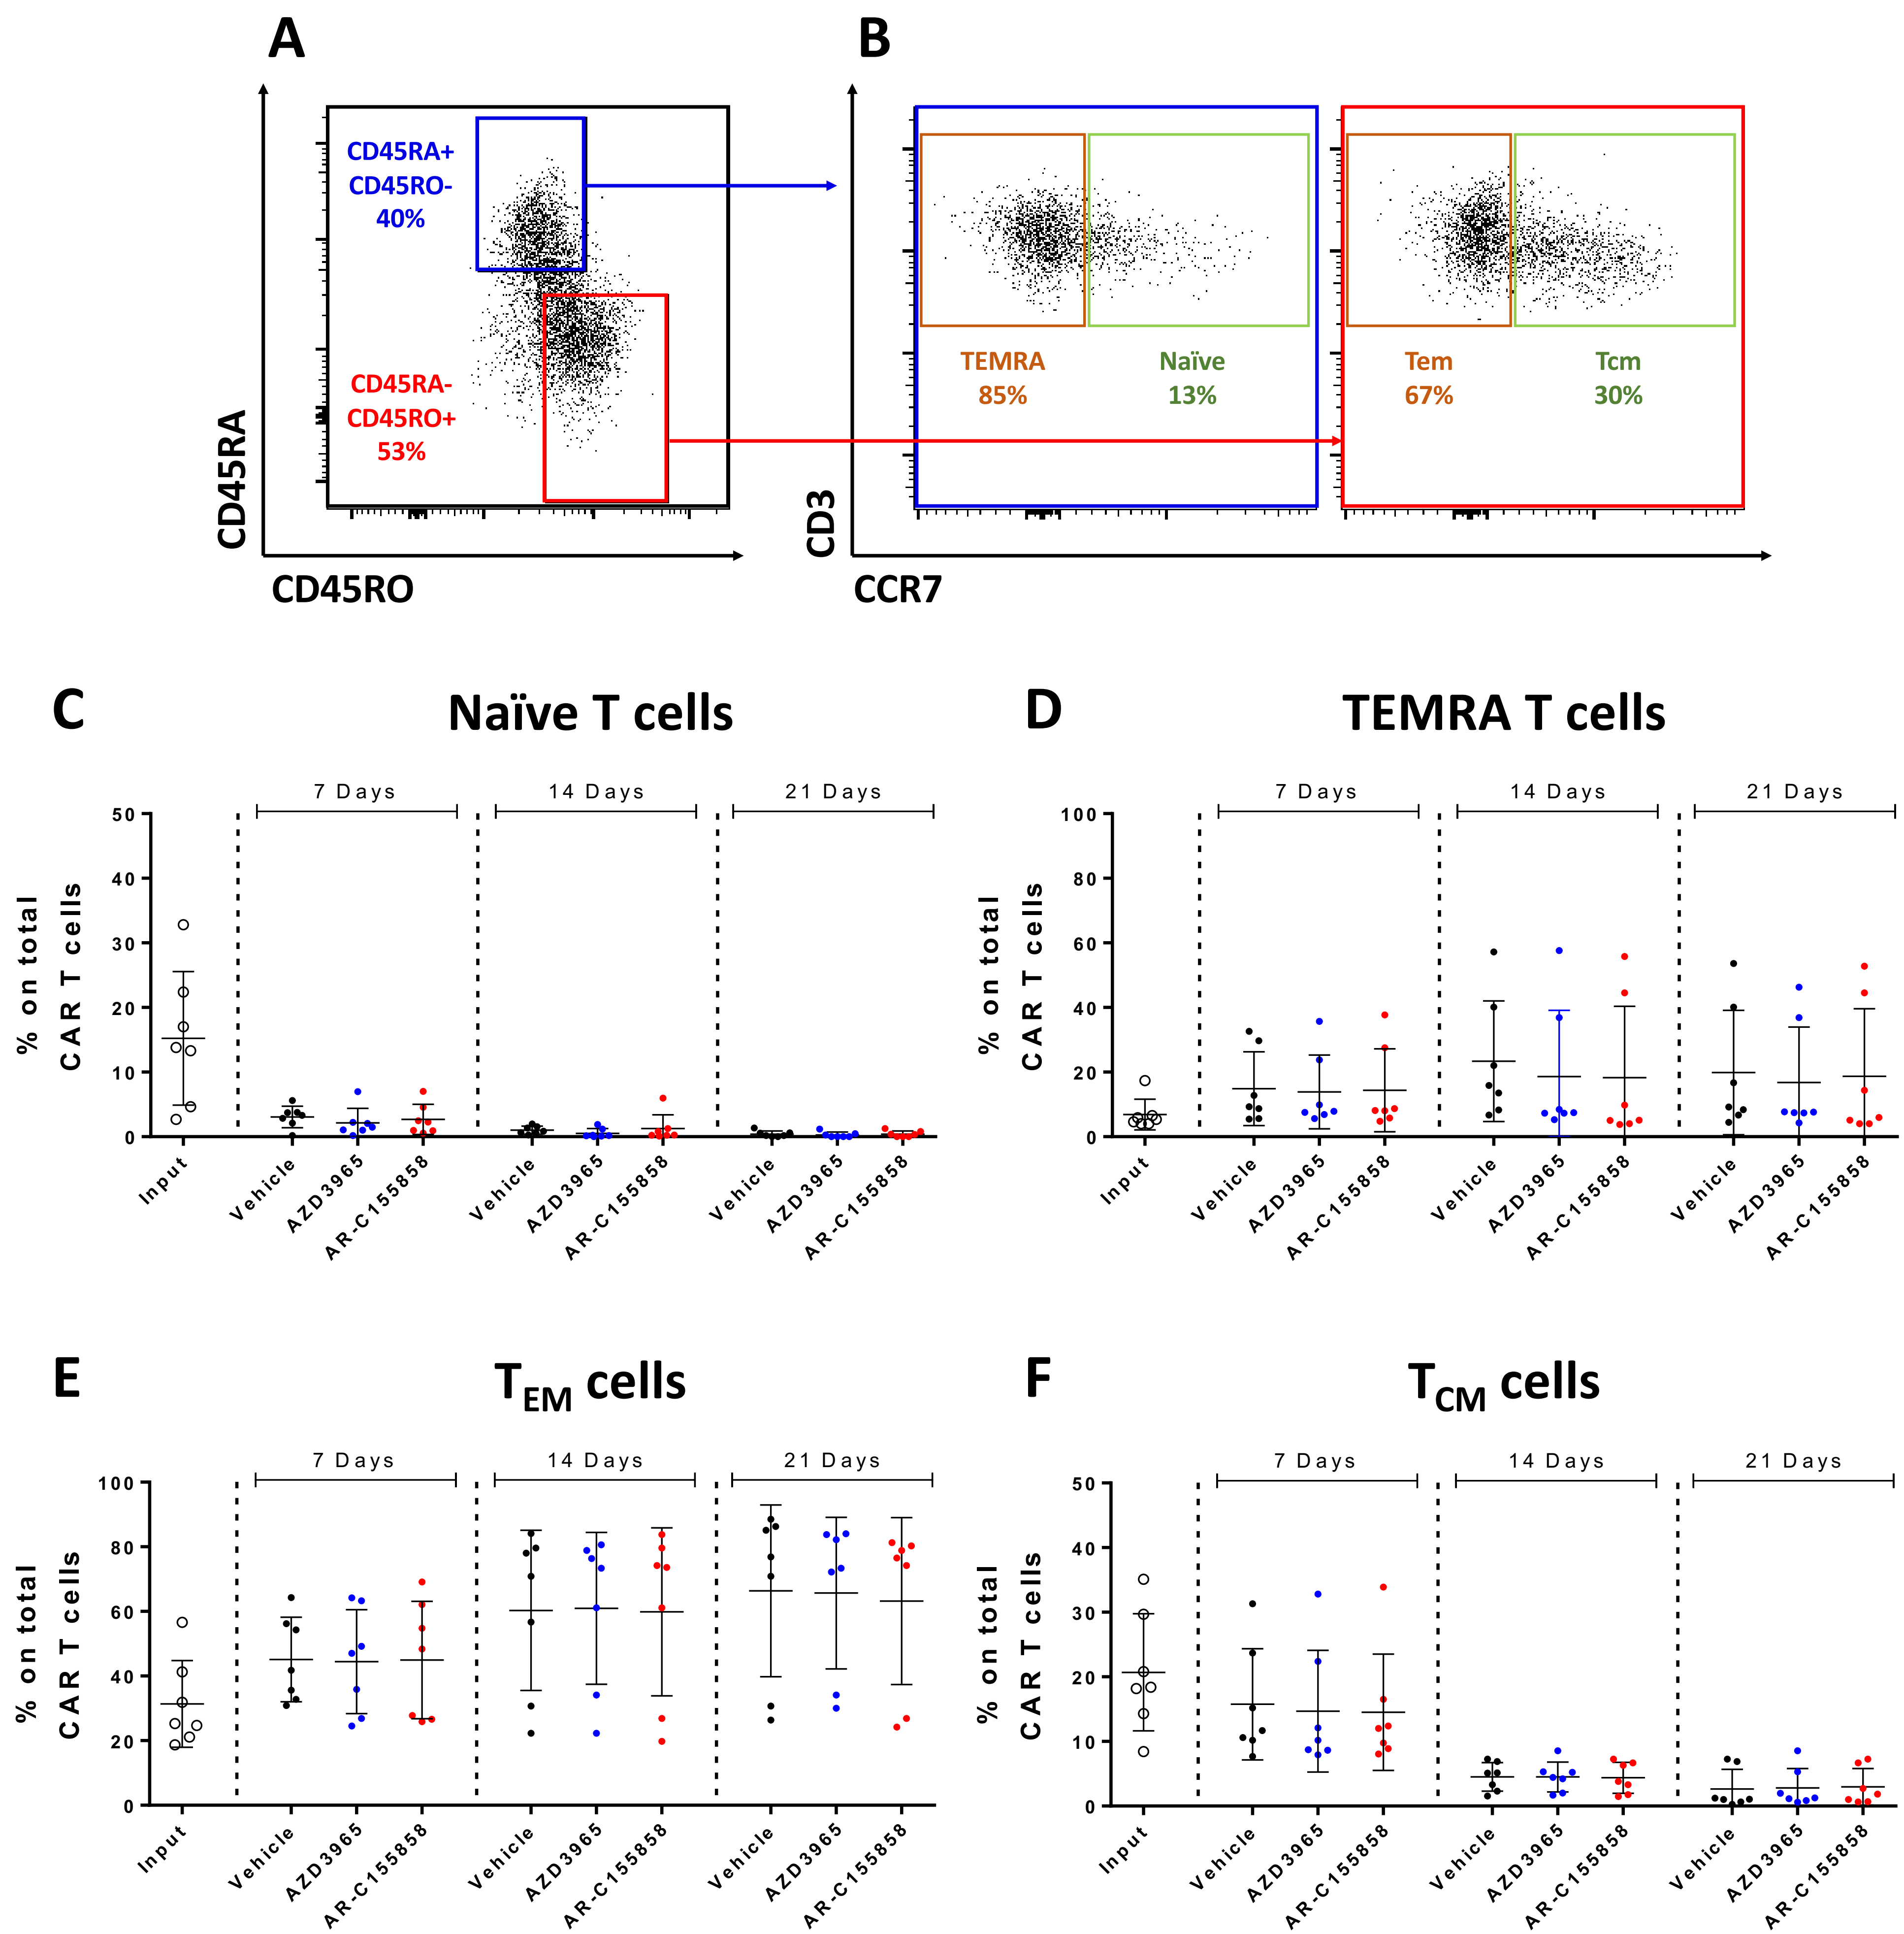 A
B
CD45RA+
CD45RO-
40%
CD45RA-
CD45RO+
53%
CD45RA
CD45RO
TEMRA
85%
Naïve
13%
Tem
67%
Tcm
30%
CD3
CCR7
C
Naïve T cells
7 Days
14 Days
21 Days
% on total
CAR T cells
50
40
30
20
10
0
Input
Vehicle
AZD3965
AR-C155858
Vehicle
AZD3965
AR-C155858
Vehicle
AZD3965
AR-C155858
D
TEMRA T cells
7 Days
14 Days
21 Days
% on total
CAR T cells
100
80
60
40
20
0
Input
Vehicle
AZD3965
AR-C155858
Vehicle
AZD3965
AR-C155858
Vehicle
AZD3965
AR-C155858
E
TEM cells
7 Days
14 Days
21 Days
% on total
CAR T cells
100
80
60
40
20
0
Input
Vehicle
AZD3965
AR-C155858
Vehicle
AZD3965
AR-C155858
Vehicle
AZD3965
AR-C155858
F
TCM cells
7 Days
14 Days
21 Days
% on total
CAR T cells
50
40
30
20
10
0
Input
Vehicle
AZD3965
AR-C155858
Vehicle
AZD3965
AR-C155858
Vehicle
AZD3965
AR-C155858